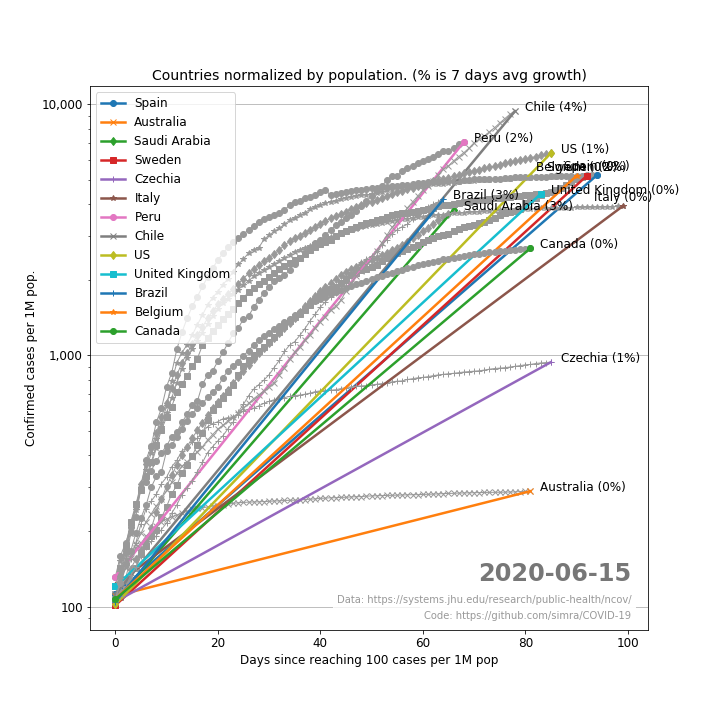 Countries normalized by population. (% is 7 days avg growth)
10,000
1,000
100
Confirmed cases per 1M pop.
Spain
Australia
Saudi Arabia
Sweden
Czechia
Italy
Peru
Chile
US
United Kingdom
Brazil
Belgium
Canada
Chile (4%)
Peru (2%)
US (1%)
United Kingdom (0%)
Brazil (3%)
Italy (0%)
Saudi Arabia (3%)
Canada (0%)
Czechia (1%)
Australia (0%)
2020-06-15
Data: https://systems.jhu.edu/research/public-health/ncov/
Code: https://github.com/simra/COVID-19
0
20
40
60
80
100
Days since reaching 100 cases per 1M pop